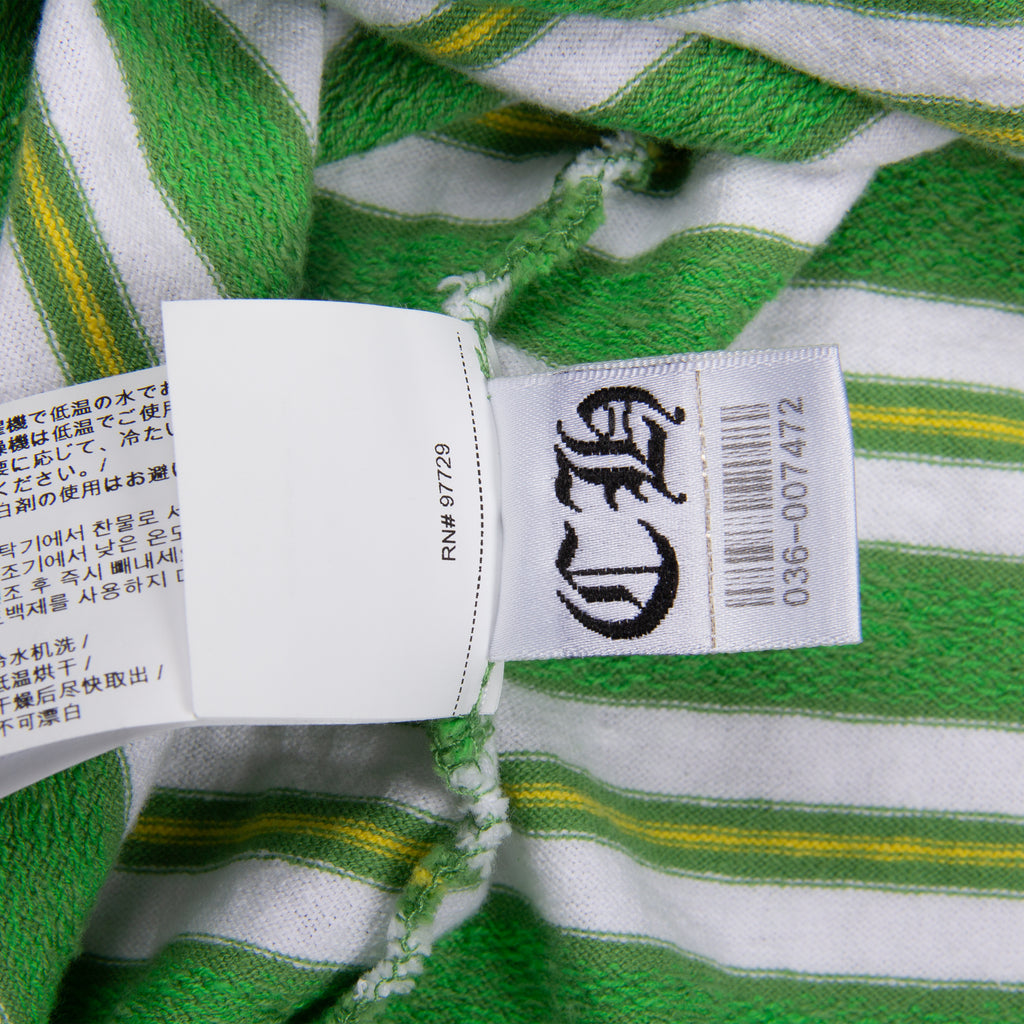 機で低温の水でお
機は低温でご使用
要に応じて、冷たい
ください。/
白剤の使用はお避け
탁기에서 찬물로 세
조기에서 낮은 온도
조 후 즉시 빼내세
백제를 사용하지 마
冷水机洗 /
低温烘干 /
干燥后尽快取出 /
不可漂白
RN# 97729
CH
036-007472